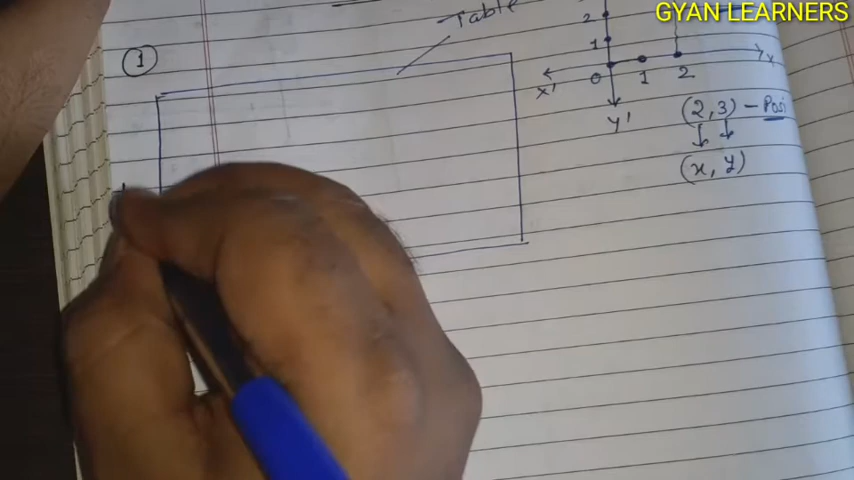 GYAN LEARNERS
Table
1
2
1
0 1 2 x
x'
y'
(2,3) - Posi
(x, y)